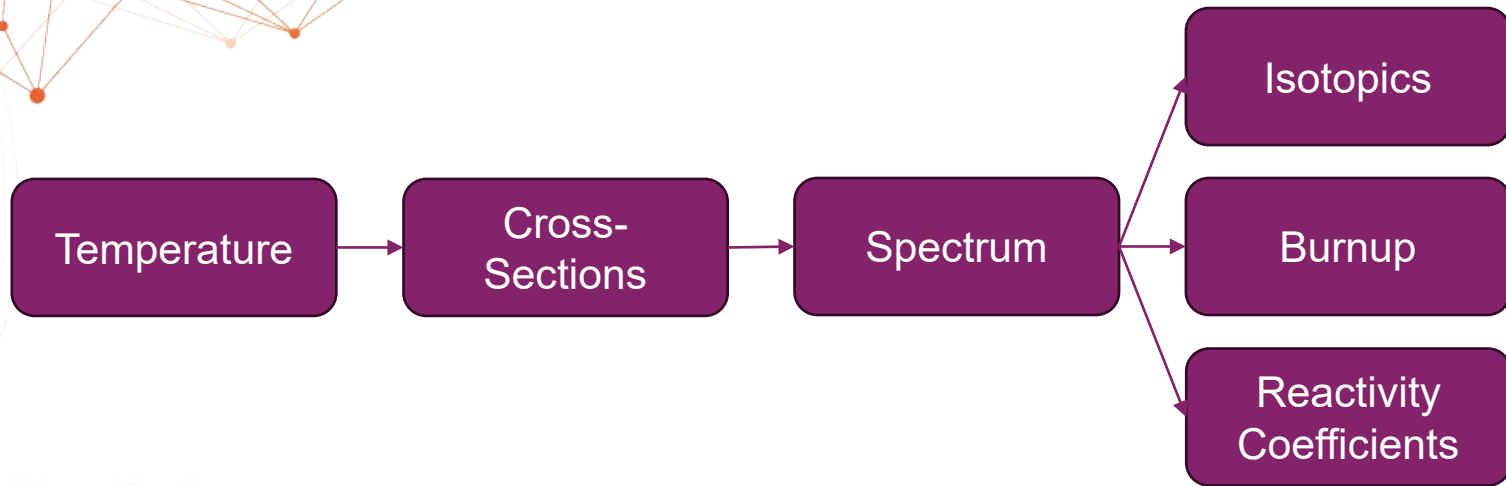 Temperature
Cross-
Sections
Spectrum
Isotopics
Burnup
Reactivity
Coefficients